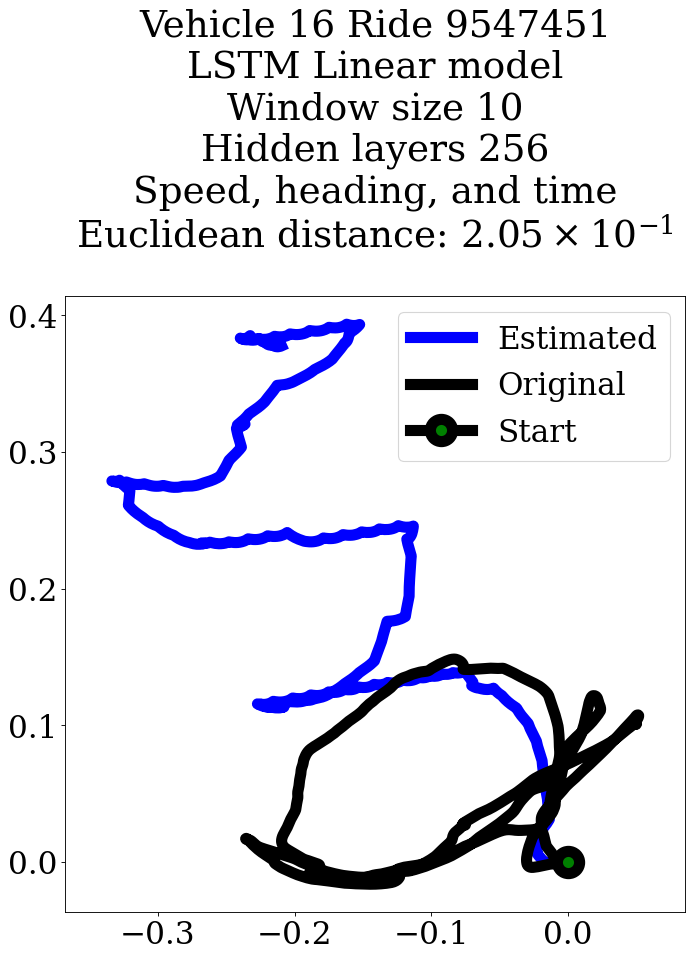 Vehicle 16 Ride 9547451
LSTM Linear model
Window size 10
Hidden layers 256
Speed, heading, and time
Euclidean distance: 2.05 × 10⁻¹
Estimated
Original
Start
0.4
0.3
0.2
0.1
0.0
−0.3 −0.2 −0.1 0.0